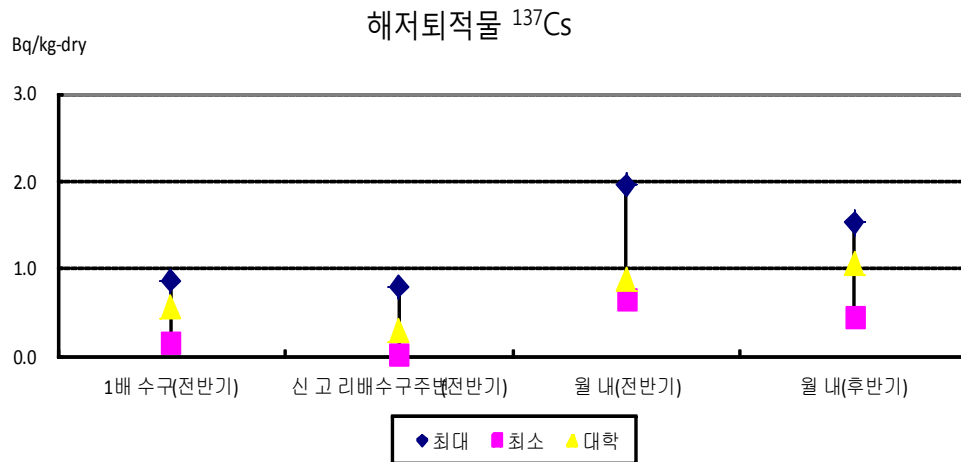 해저퇴적물 ¹³⁷Cs
Bq/kg-dry
3.0
2.0
1.0
0.0
1배 수구(전반기)
신 고 리배수구주변(전반기)
월 내(전반기)
월 내(후반기)
최대 최소 대학